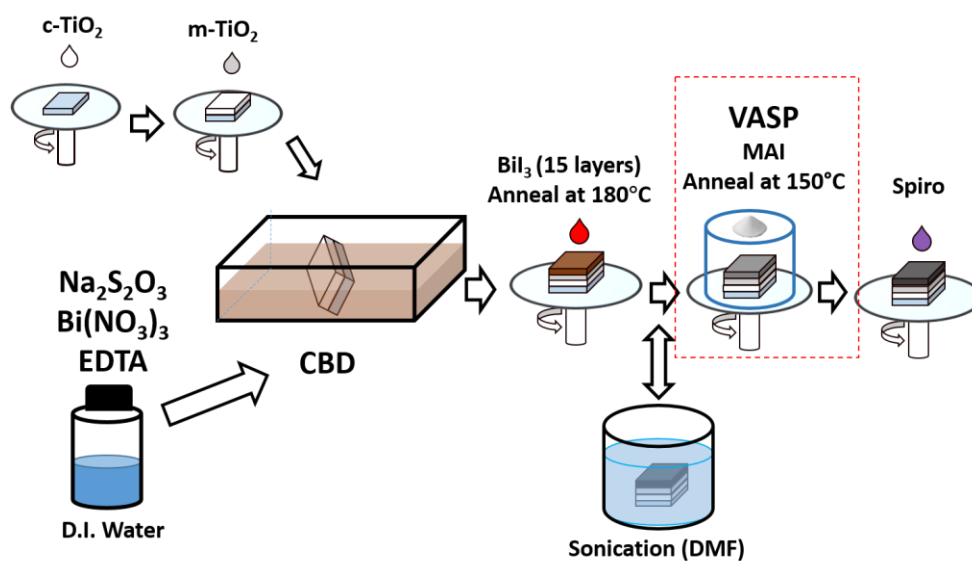 c-TiO₂
m-TiO₂
Na₂S₂O₃
Bi(NO₃)₃
EDTA
D.I. Water
CBD
BiI₃ (15 layers)
Anneal at 180°C
VASP
MAI
Anneal at 150°C
Spiro
Sonication (DMF)